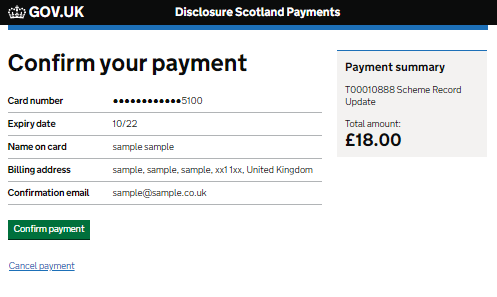 GOV.UK
Disclosure Scotland Payments
Confirm your payment
Card number ●●●●●●●●●●●●5100
Expiry date 10/22
Name on card sample sample
Billing address sample, sample, sample, xx1 1xx, United Kingdom
Confirmation email sample@sample.co.uk
Confirm payment
Cancel payment
Payment summary
T00010888 Scheme Record
Update
Total amount:
£18.00